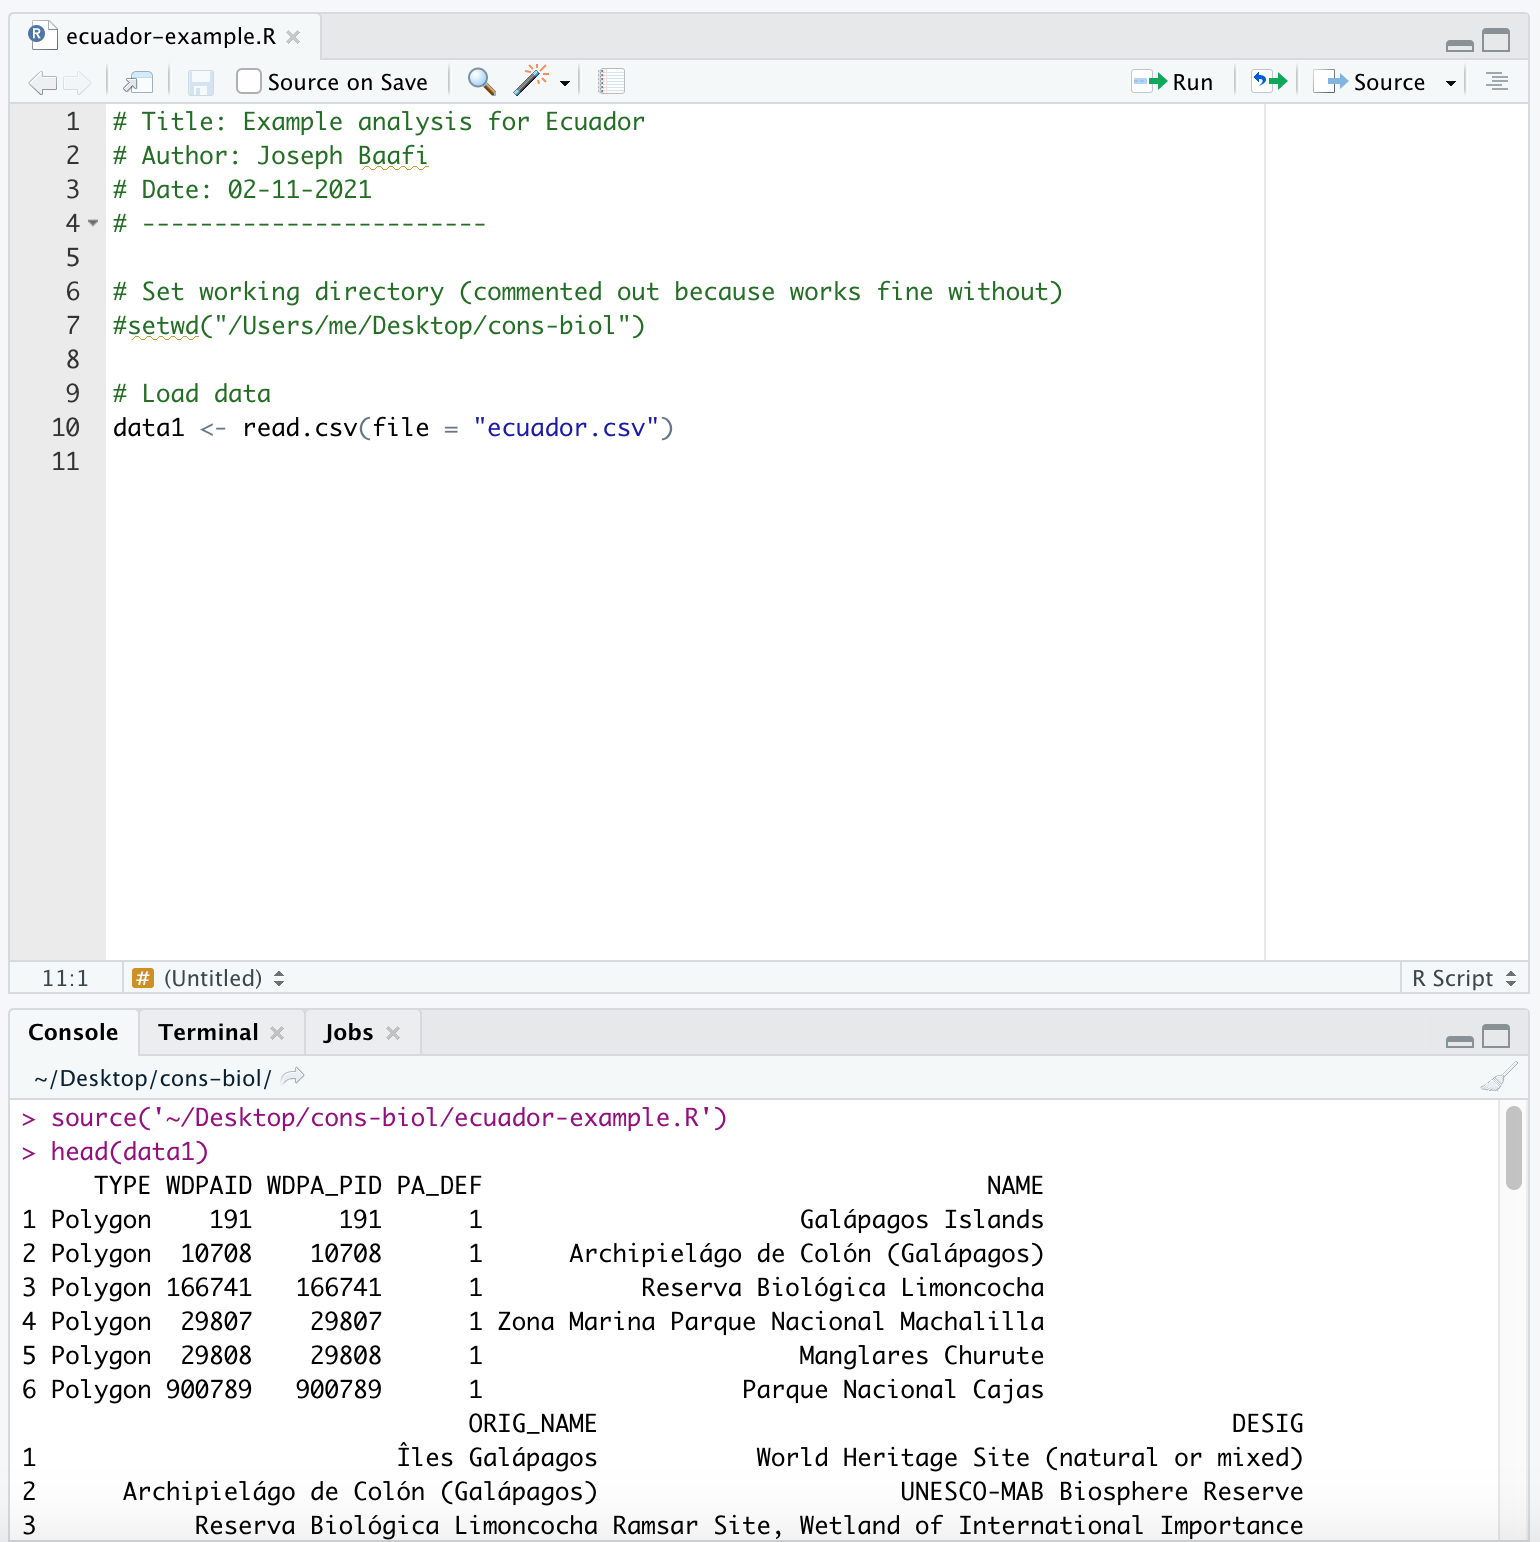 ecuador-example.R
Source on Save Run Source
1 # Title: Example analysis for Ecuador
2 # Author: Joseph Baafi
3 # Date: 02-11-2021
4 # ------------------------
5
6 # Set working directory (commented out because works fine without)
7 #setwd("/Users/me/Desktop/cons-biol")
8
9 # Load data
10 data1 <- read.csv(file = "ecuador.csv")
11
11:1 # (Untitled) R Script
Console Terminal Jobs
~/Desktop/cons-biol/
> source('~/Desktop/cons-biol/ecuador-example.R')
> head(data1)
TYPE WDPAID WDPA_PID PA_DEF NAME
1 Polygon 191 191 1 Galápagos Islands
2 Polygon 10708 10708 1 Archipielágo de Colón (Galápagos)
3 Polygon 166741 166741 1 Reserva Biológica Limoncocha
4 Polygon 29807 29807 1 Zona Marina Parque Nacional Machalilla
5 Polygon 29808 29808 1 Manglares Churute
6 Polygon 900789 900789 1 Parque Nacional Cajas
ORIG_NAME DESIG
1 Îles Galápagos World Heritage Site (natural or mixed)
2 Archipielágo de Colón (Galápagos) UNESCO-MAB Biosphere Reserve
3 Reserva Biológica Limoncocha Ramsar Site, Wetland of International Importance